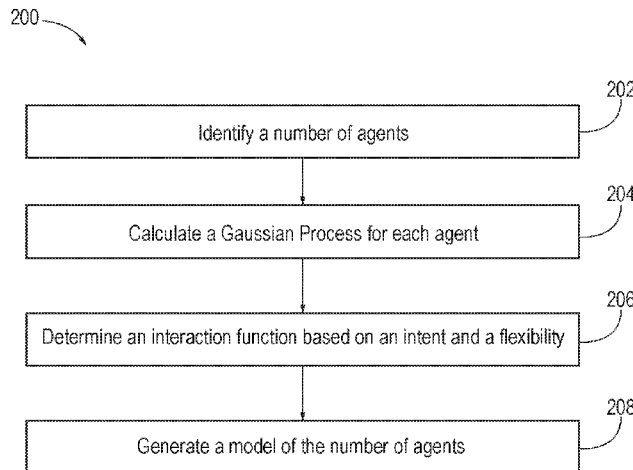 200
202
Identify a number of agents
204
Calculate a Gaussian Process for each agent
206
Determine an interaction function based on an intent and a flexibility
208
Generate a model of the number of agents